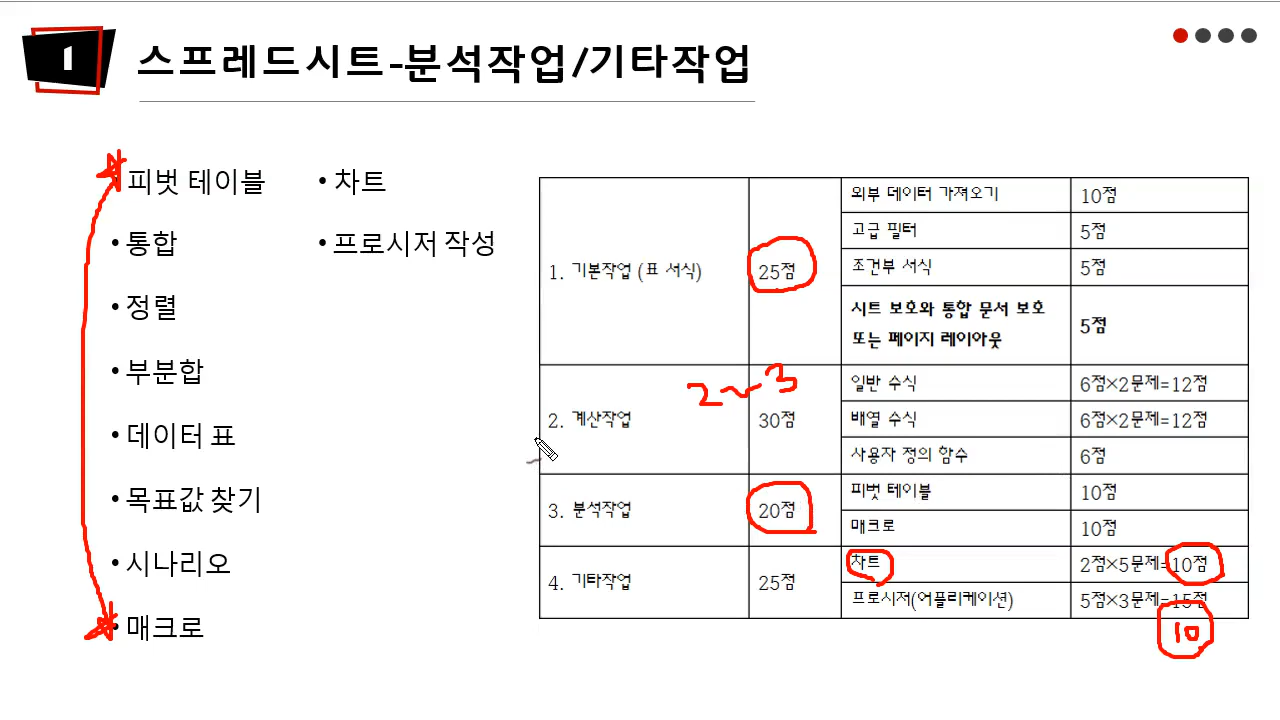 1
스프레드시트-분석작업/기타작업
• 피벗 테이블
• 통합
• 정렬
• 부분합
• 데이터 표
• 목표값 찾기
• 시나리오
• 매크로
• 차트
• 프로시저 작성
1. 기본작업 (표 서식) 25점
외부 데이터 가져오기 10점
고급 필터 5점
조건부 서식 5점
시트 보호와 통합 문서 보호
또는 페이지 레이아웃 5점
2~3
2. 계산작업 30점
일반 수식 6점×2문제=12점
배열 수식 6점×2문제=12점
사용자 정의 함수 6점
3. 분석작업 20점
피벗 테이블 10점
매크로 10점
4. 기타작업 25점
차트 2점×5문제=10점
프로시저(어플리케이션) 5점×3문제=15점
10